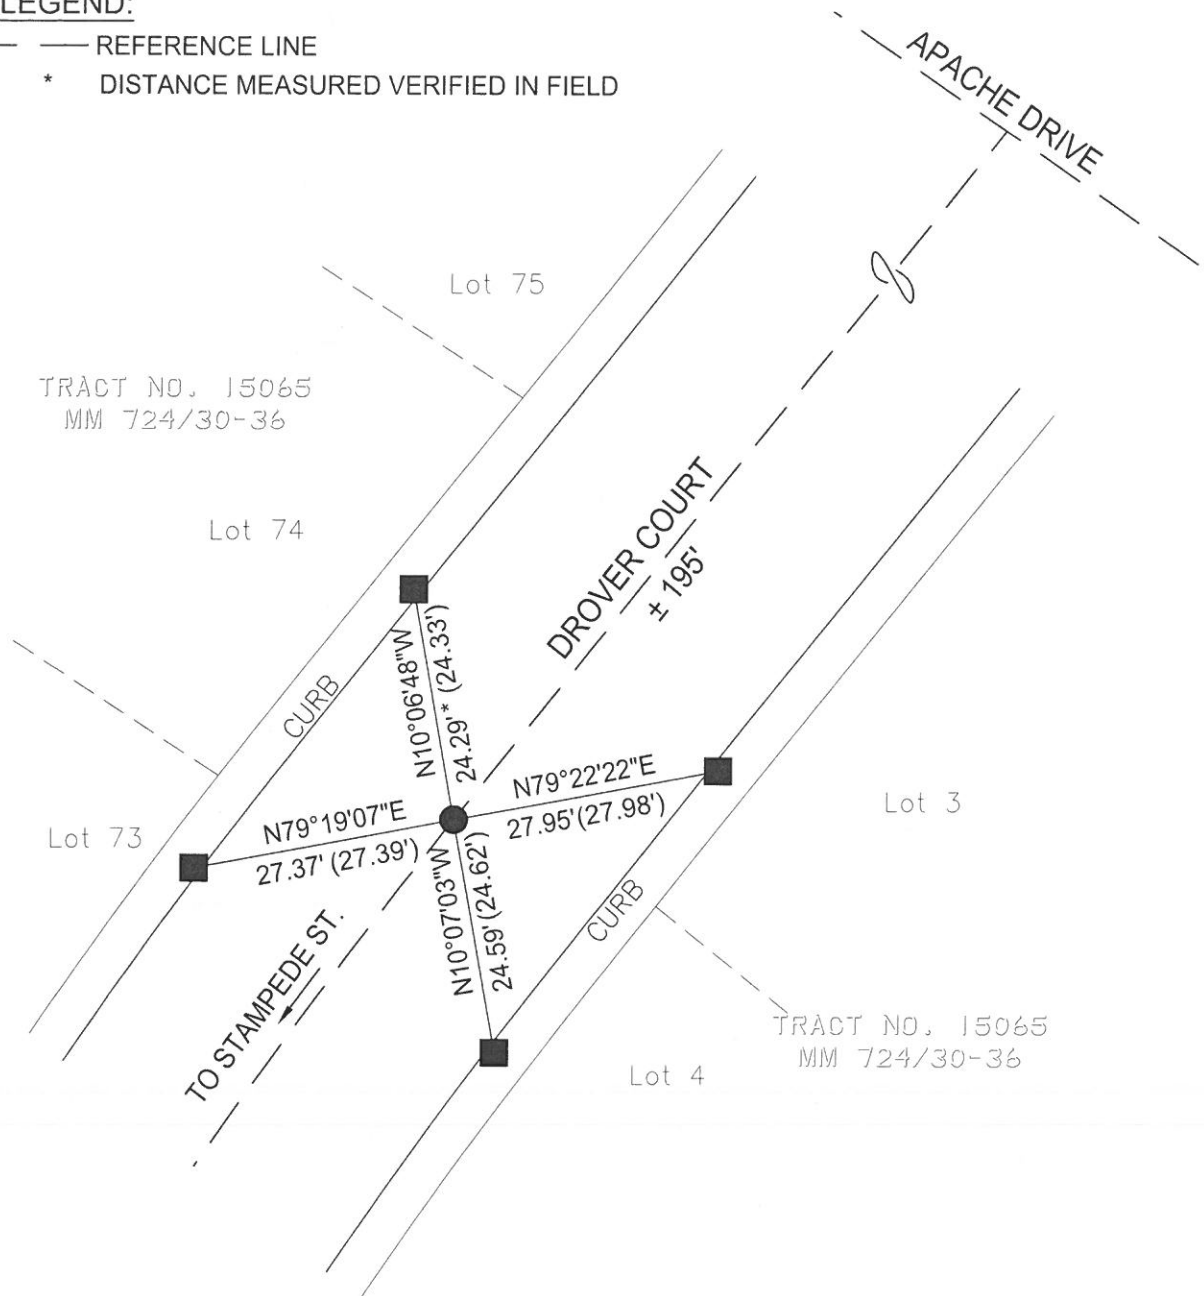 LEGEND:
REFERENCE LINE
* DISTANCE MEASURED VERIFIED IN FIELD
APACHE DRIVE
Lot 75
TRACT NO. 15065
MM 724/30-36
Lot 74
DROVER COURT
± 195'
CURB
N10°06'48"W
24.29'* (24.33')
N79°22'22"E
27.95'(27.98')
Lot 3
Lot 73
N79°19'07"E
27.37' (27.39')
N10°07'03"W
24.59'(24.62')
CURB
TO STAMPEDE ST.
TRACT NO. 15065
MM 724/30-36
Lot 4